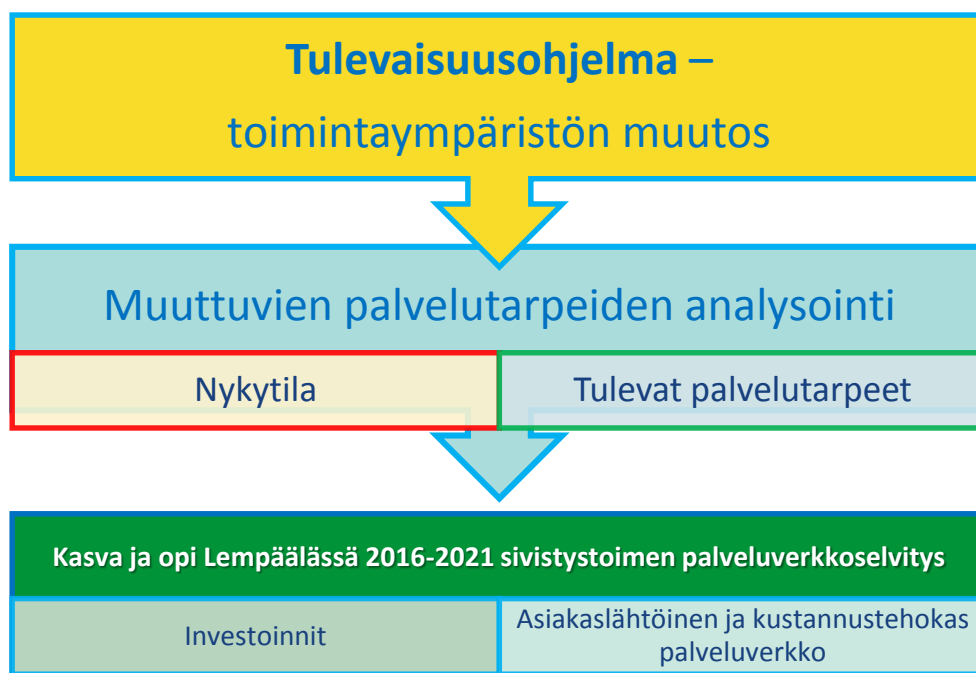 Tulevaisuusohjelma –
toimintaympäristön muutos
Muuttuvien palvelutarpeiden analysointi
Nykytila
Tulevat palvelutarpeet
Kasva ja opi Lempäälässä 2016-2021 sivistystoimen palveluverkkoselvitys
Investoinnit
Asiakaslähtöinen ja kustannustehokas
palveluverkko